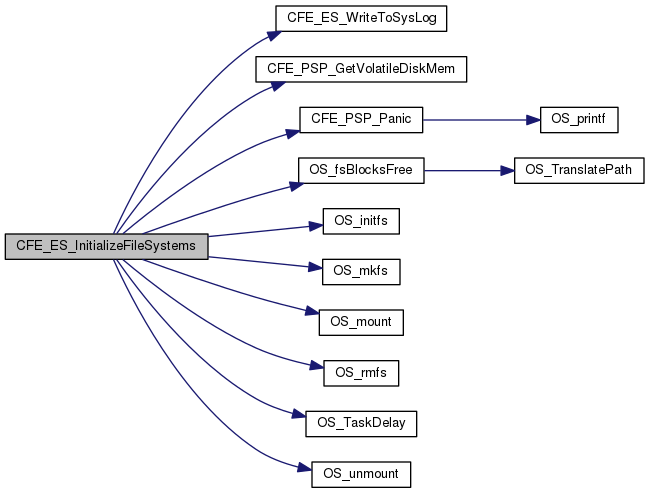 CFE_ES_WriteToSysLog
CFE_PSP_GetVolatileDiskMem
CFE_PSP_Panic
OS_printf
OS_fsBlocksFree
OS_TranslatePath
OS_initfs
CFE_ES_InitializeFileSystems
OS_mkfs
OS_mount
OS_rmfs
OS_TaskDelay
OS_unmount